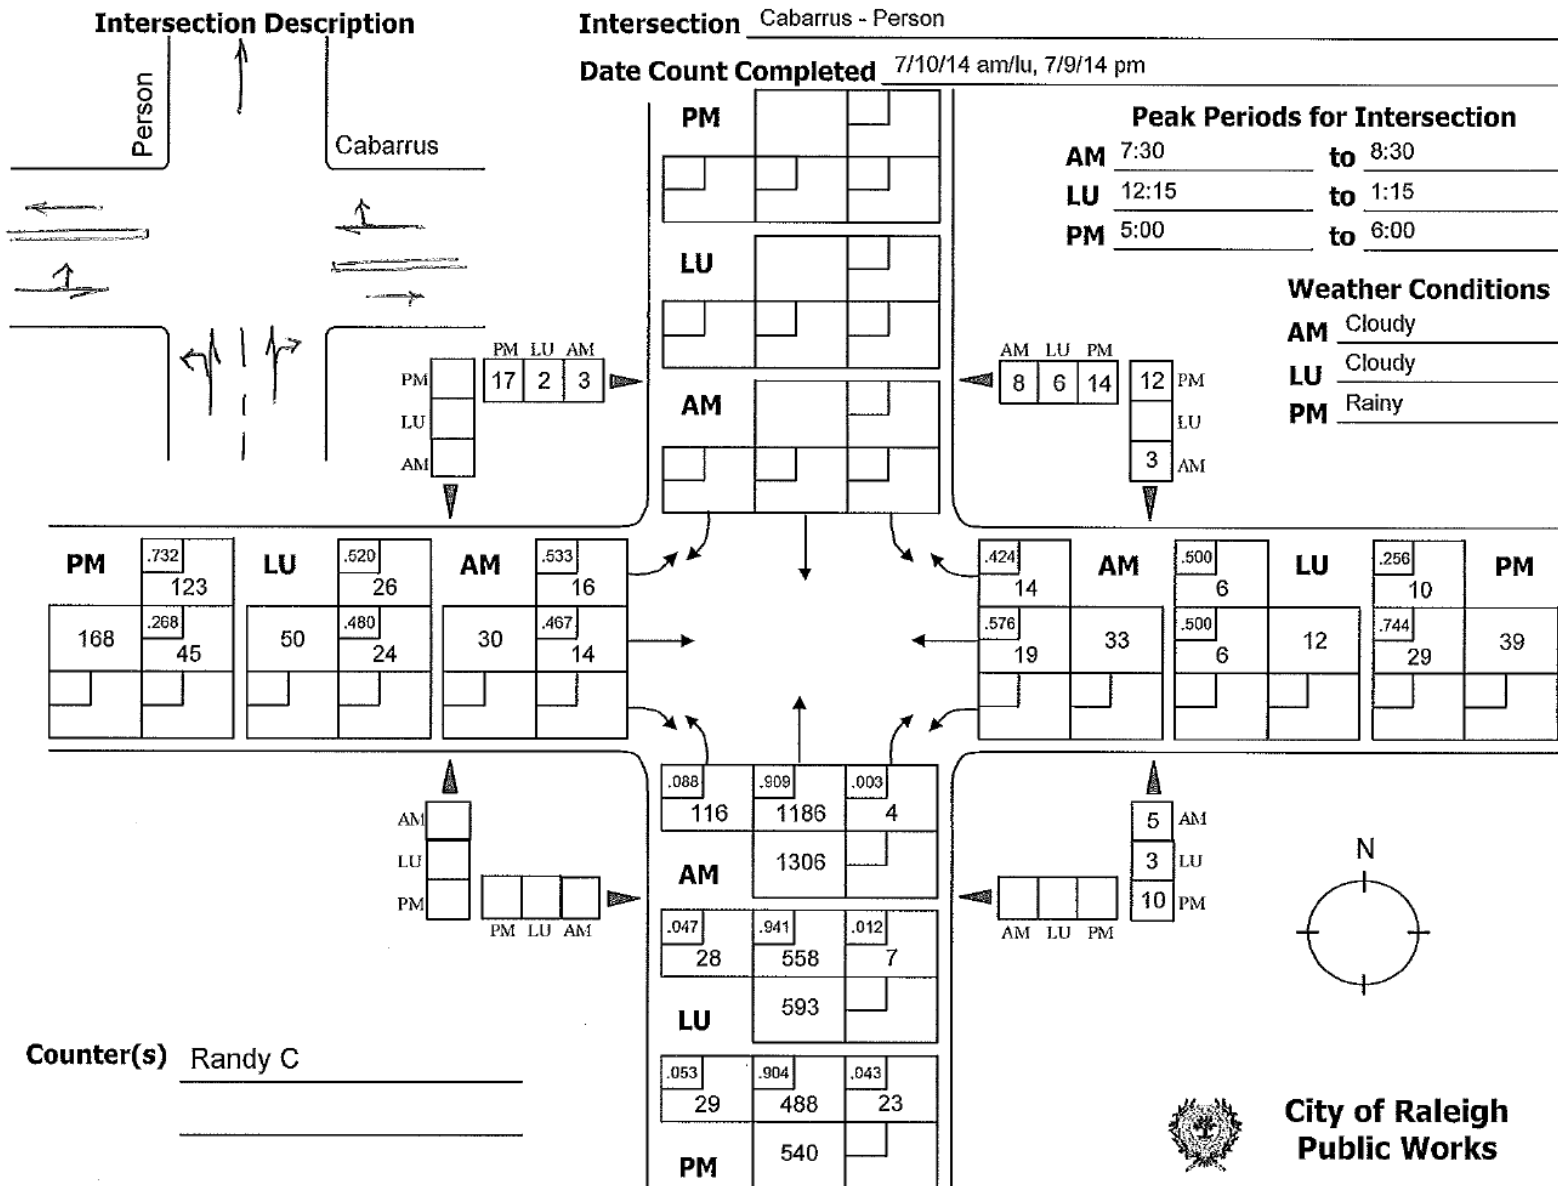 Intersection Description
Intersection Cabarrus - Person
Date Count Completed 7/10/14 am/lu, 7/9/14 pm
Person
Cabarrus
Peak Periods for Intersection
AM 7:30 to 8:30
LU 12:15 to 1:15
PM 5:00 to 6:00
Weather Conditions
AM Cloudy
LU Cloudy
PM Rainy
PM
LU
AM
PM LU AM
17 2 3
PM
LU
AM
AM LU PM
8 6 14
12 PM
LU
3 AM
PM .732 123
168 .268 45
LU .520 26
50 .480 24
AM .533 16
30 .467 14
.424 14 AM
.576 19 33
.500 6 LU
.500 6 12
.256 10 PM
.744 29 39
.088 116 .909 1186 .003 4
AM 1306
.047 28 .941 558 .012 7
LU 593
.053 29 .904 488 .043 23
PM 540
AM
LU
PM
PM LU AM
5 AM
3 LU
10 PM
AM LU PM
N
Counter(s) Randy C
City of Raleigh
Public Works